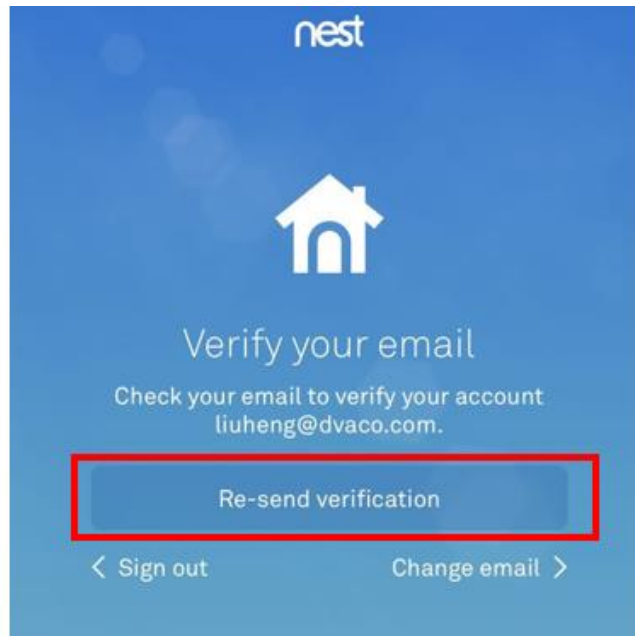 nest
Verify your email
Check your email to verify your account
liuheng@dvaco.com.
Re-send verification
< Sign out
Change email >